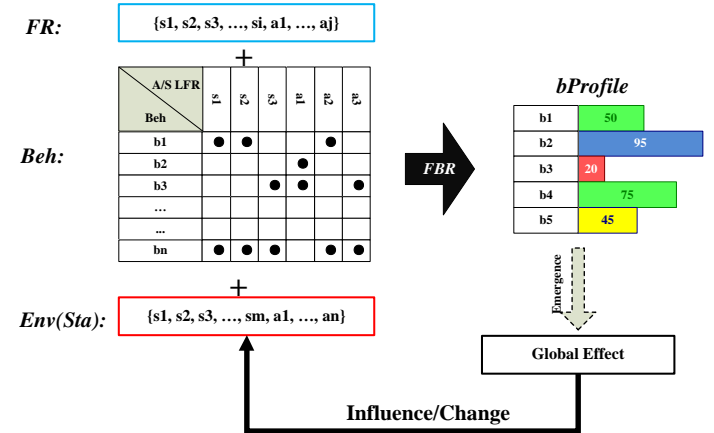 FR:
{s1, s2, s3, …, si, a1, …, aj}
+
Beh:
A/S LFR
Beh
s1 s2 s3 a1 a2 a3
b1 ● ● ●
b2 ●
b3 ● ● ●
…
...
bn ● ● ● ● ●
+
Env(Sta):
{s1, s2, s3, …, sm, a1, …, an}
FBR
bProfile
b1 50
b2 95
b3 20
b4 75
b5 45
Emergence
Global Effect
Influence/Change